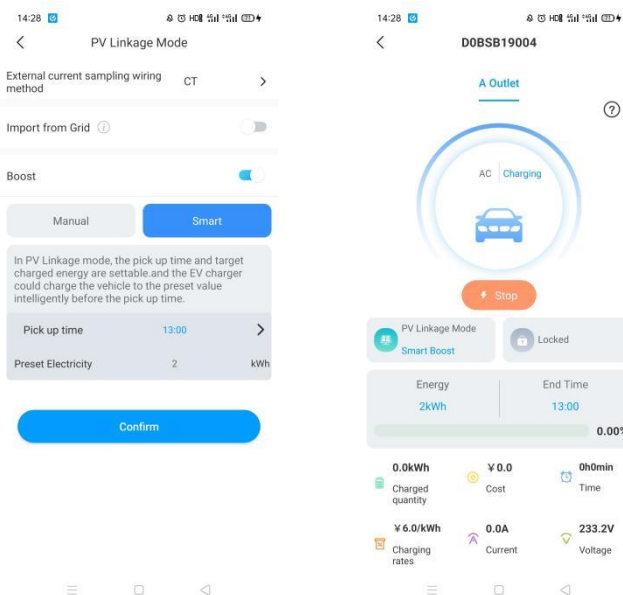 14:28
PV Linkage Mode
External current sampling wiring
method
CT
Import from Grid
Boost
Manual
Smart
In PV Linkage mode, the pick up time and target
charged energy are settable.and the EV charger
could charge the vehicle to the preset value
intelligently before the pick up time.
Pick up time
13:00
Preset Electricity
2
kWh
Confirm
14:28
D0BSB19004
A Outlet
?
AC
Charging
Stop
PV Linkage Mode
Smart Boost
Locked
Energy
2kWh
End Time
13:00
0.00%
0.0kWh
Charged
quantity
¥0.0
Cost
0h0min
Time
¥6.0/kWh
Charging
rates
0.0A
Current
233.2V
Voltage